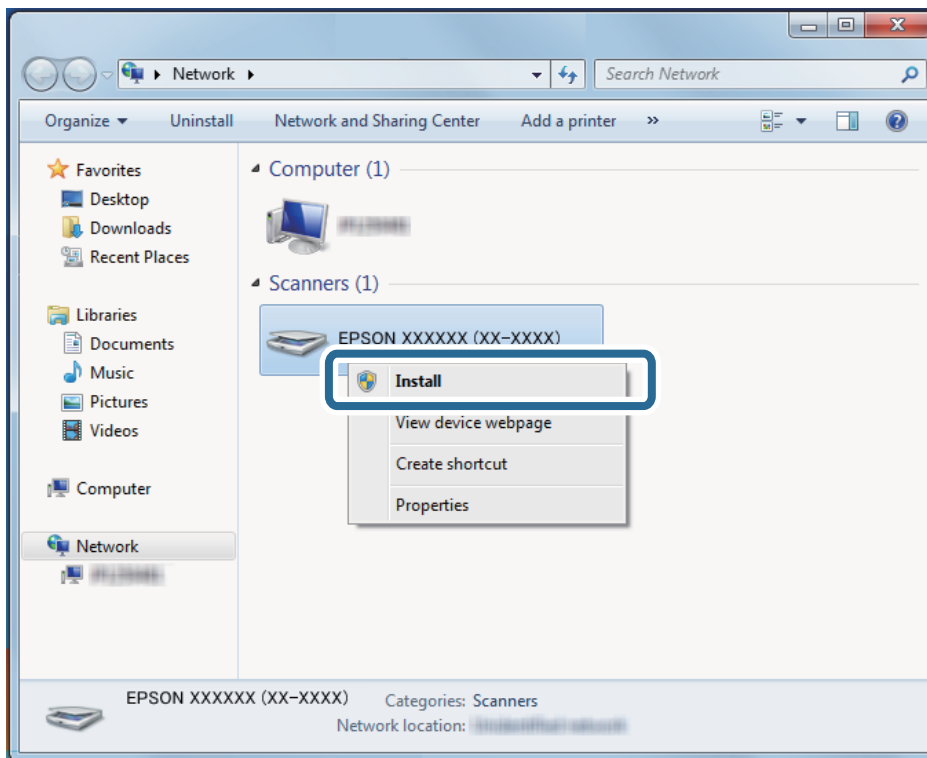 Network
Search Network
Organize
Uninstall
Network and Sharing Center
Add a printer
»
Favorites
Desktop
Downloads
Recent Places
Libraries
Documents
Music
Pictures
Videos
Computer
Network
Computer (1)
Scanners (1)
EPSON XXXXXX (XX-XXXX)
Install
View device webpage
Create shortcut
Properties
EPSON XXXXXX (XX-XXXX) Categories: Scanners
Network location: